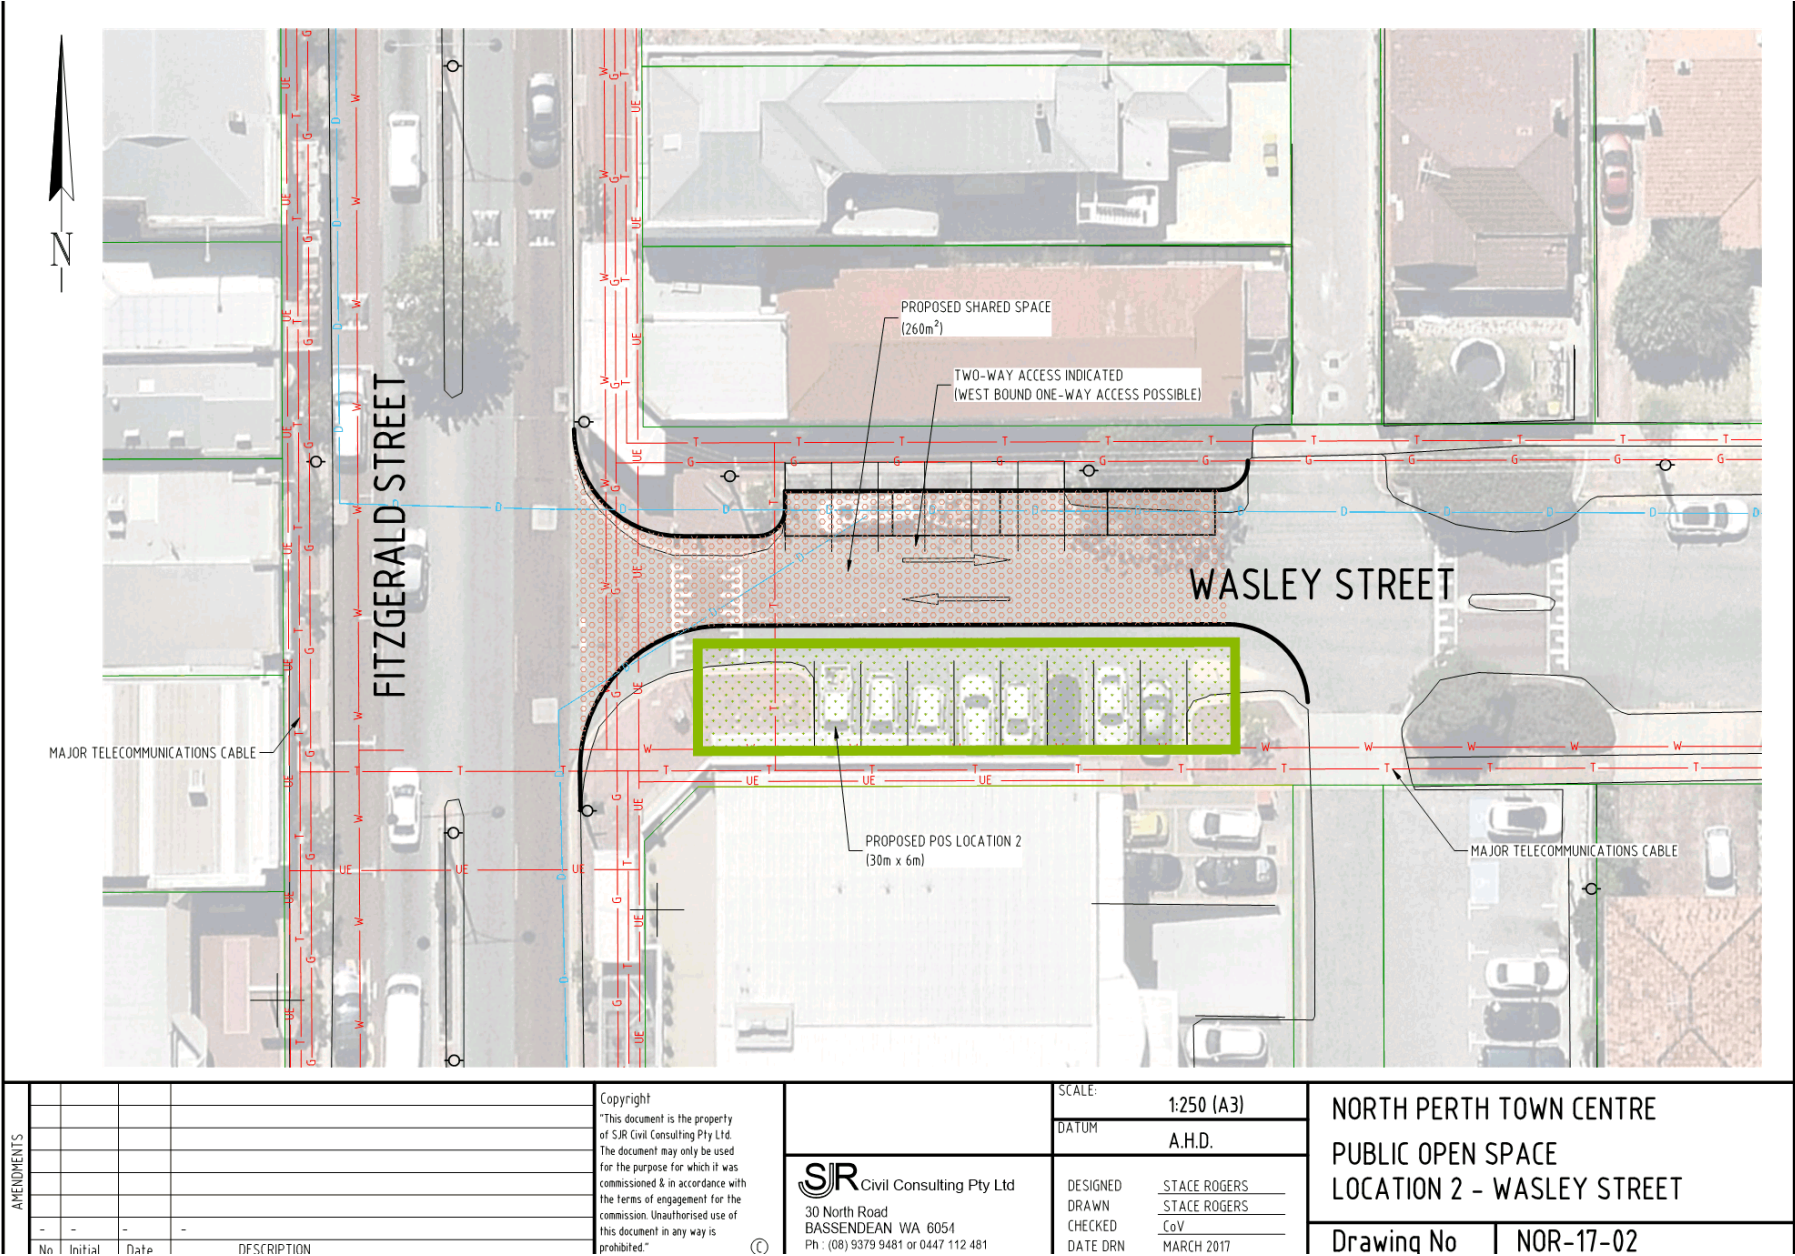 N
FITZGERALD STREET
WASLEY STREET
PROPOSED SHARED SPACE
(260m²)
TWO-WAY ACCESS INDICATED
(WEST BOUND ONE-WAY ACCESS POSSIBLE)
MAJOR TELECOMMUNICATIONS CABLE
PROPOSED POS LOCATION 2
(30m x 6m)
MAJOR TELECOMMUNICATIONS CABLE
AMENDMENTS
- - - -
No Initial Date DESCRIPTION
Copyright
"This document is the property
of SJR Civil Consulting Pty Ltd.
The document may only be used
for the purpose for which it was
commissioned & in accordance with
the terms of engagement for the
commission. Unauthorised use of
this document in any way is
prohibited."
©
SJR Civil Consulting Pty Ltd
30 North Road
BASSENDEAN WA 6054
Ph : (08) 9379 9481 or 0447 112 481
SCALE:
1:250 (A3)
DATUM
A.H.D.
DESIGNED STACE ROGERS
DRAWN STACE ROGERS
CHECKED CoV
DATE DRN MARCH 2017
NORTH PERTH TOWN CENTRE
PUBLIC OPEN SPACE
LOCATION 2 - WASLEY STREET
Drawing No NOR-17-02